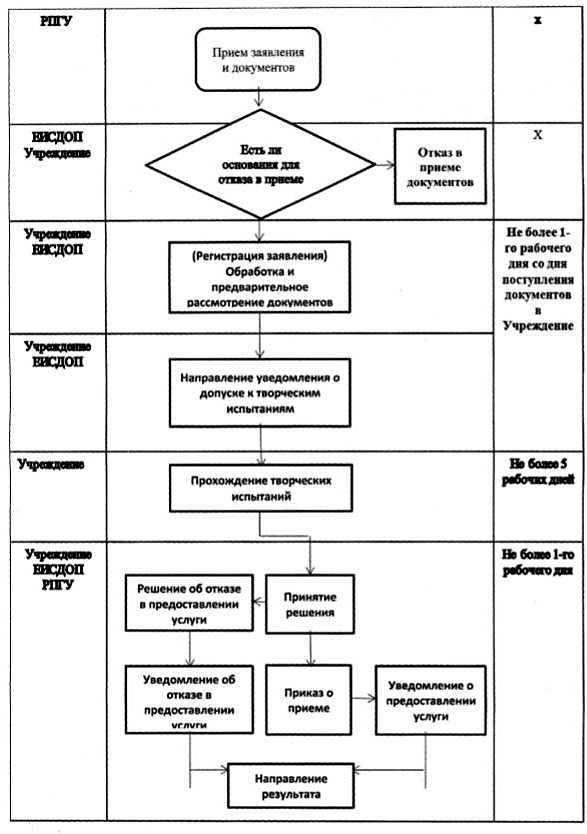 РПГУ
Прием заявления
и документов
x
ЕИСДОП
Учреждение
Есть ли
основания для
отказа в приеме
Отказ в
приеме
документов
X
Учреждение
ЕИСДОП
(Регистрация заявления)
Обработка и
предварительное
рассмотрение документов
Не более 1-
го рабочего
дня со дня
поступления
документов
в
Учреждение
Учреждение
ЕИСДОП
Направление уведомления о
допуске к творческим
испытаниям
Учреждение
Прохождение творческих
испытаний
Не более 5
рабочих дней
Учреждение
ЕИСДОП
РПГУ
Решение об отказе
в предоставлении
услуги
Принятие
решения
Не более 1-го
рабочего дня
Уведомление об
отказе в
предоставлении
услуги
Приказ о
приеме
Уведомление о
предоставлении
услуги
Направление
результата